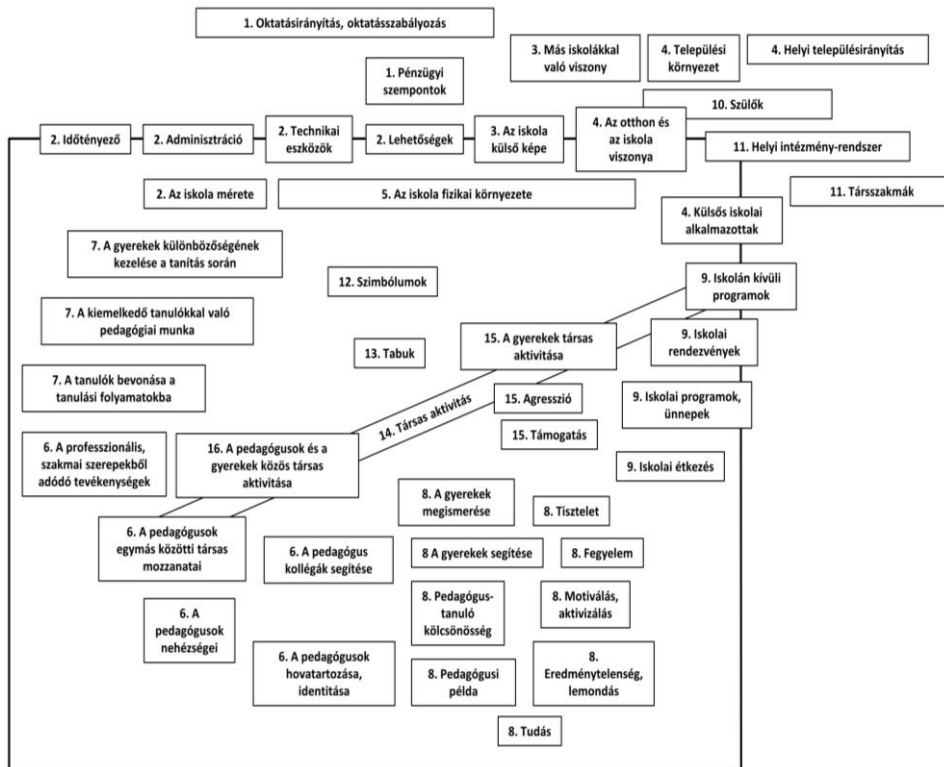 1. Oktatásirányítás, oktatásszabályozás
3. Más iskolákkal
való viszony
4. Települési
környezet
4. Helyi településirányítás
1. Pénzügyi
szempontok
10. Szülők
2. Időtényező
2. Adminisztráció
2. Technikai
eszközök
2. Lehetőségek
3. Az iskola
külső képe
4. Az otthon és
az iskola
viszonya
11. Helyi intézmény-rendszer
2. Az iskola mérete
5. Az iskola fizikai környezete
11. Társszakmák
4. Külsős iskolai
alkalmazottak
7. A gyerekek különbözőségének
kezelése a tanítás során
12. Szimbólumok
9. Iskolán kívüli
programok
7. A kiemelkedő tanulókkal való
pedagógiai munka
15. A gyerekek társas
aktivitása
9. Iskolai
rendezvények
13. Tabuk
7. A tanulók bevonása a
tanulási folyamatokba
15. Agresszió
9. Iskolai programok,
ünnepek
14. Társas aktivitás
15. Támogatás
6. A professzionális,
szakmai szerepekből
adódó tevékenységek
16. A pedagógusok és a
gyerekek közös társas
aktivitása
9. Iskolai étkezés
8. A gyerekek
megismerése
8. Tisztelet
6. A pedagógusok
egymás közötti társas
mozzanatai
6. A pedagógus
kollégák segítése
8 A gyerekek segítése
8. Fegyelem
8. Pedagógus-
tanuló
kölcsönösség
8. Motiválás,
aktivizálás
6. A
pedagógusok
nehézségei
6. A pedagógusok
hovatartozása,
identitása
8. Pedagógusi
példa
8.
Eredménytelenség,
lemondás
8. Tudás